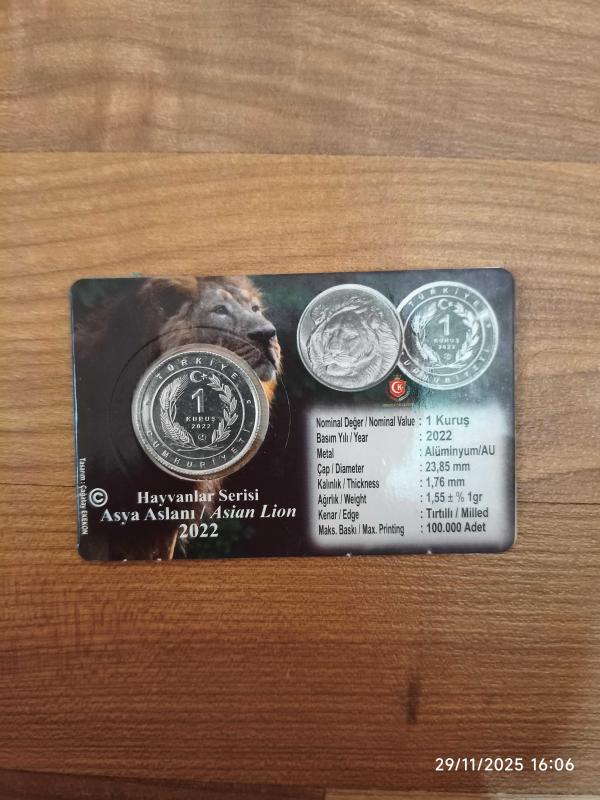 TÜRKİYE
1
KURUŞ
2022
CUMHURİYETİ
Tasarım: Çağatay EKEKON
©
Hayvanlar Serisi
Asya Aslanı / Asian Lion
2022
TÜRKİYE
1
KURUŞ
2022
CUMHURİYETİ
Nominal Değer / Nominal Value : 1 Kuruş
Basım Yılı / Year : 2022
Metal : Alüminyum/AU
Çap / Diameter : 23,85 mm
Kalınlık / Thickness : 1,76 mm
Ağırlık / Weight : 1,55 ± % 1gr
Kenar / Edge : Tırtıllı / Milled
Maks. Baskı / Max. Printing : 100.000 Adet
29/11/2025 16:06